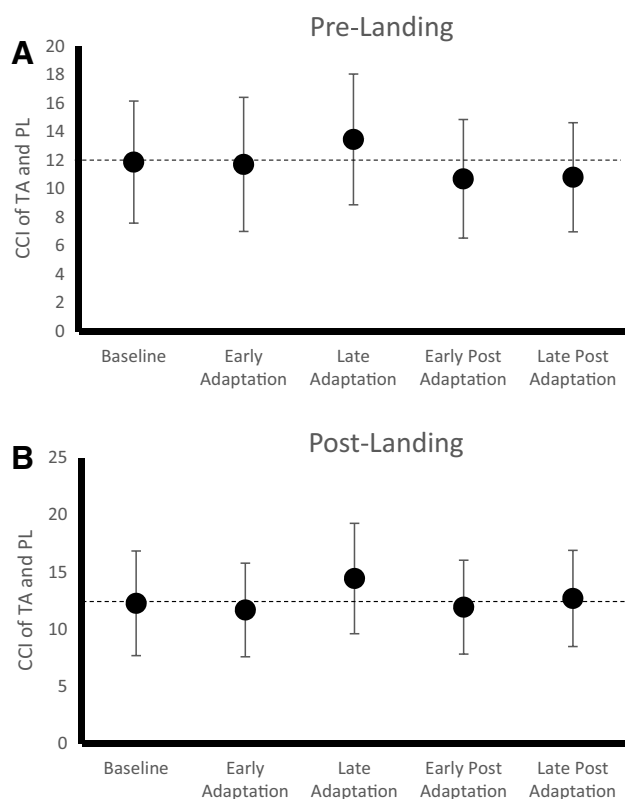 Pre-Landing
A
20
18
16
14
12
10
8
6
4
2
0
CCI of TA and PL
Baseline
Early
Adaptation
Late
Adaptation
Early Post
Adaptation
Late Post
Adaptation
Post-Landing
B
25
20
15
10
5
0
CCI of TA and PL
Baseline
Early
Adaptation
Late
Adaptation
Early Post
Adaptation
Late Post
Adaptation